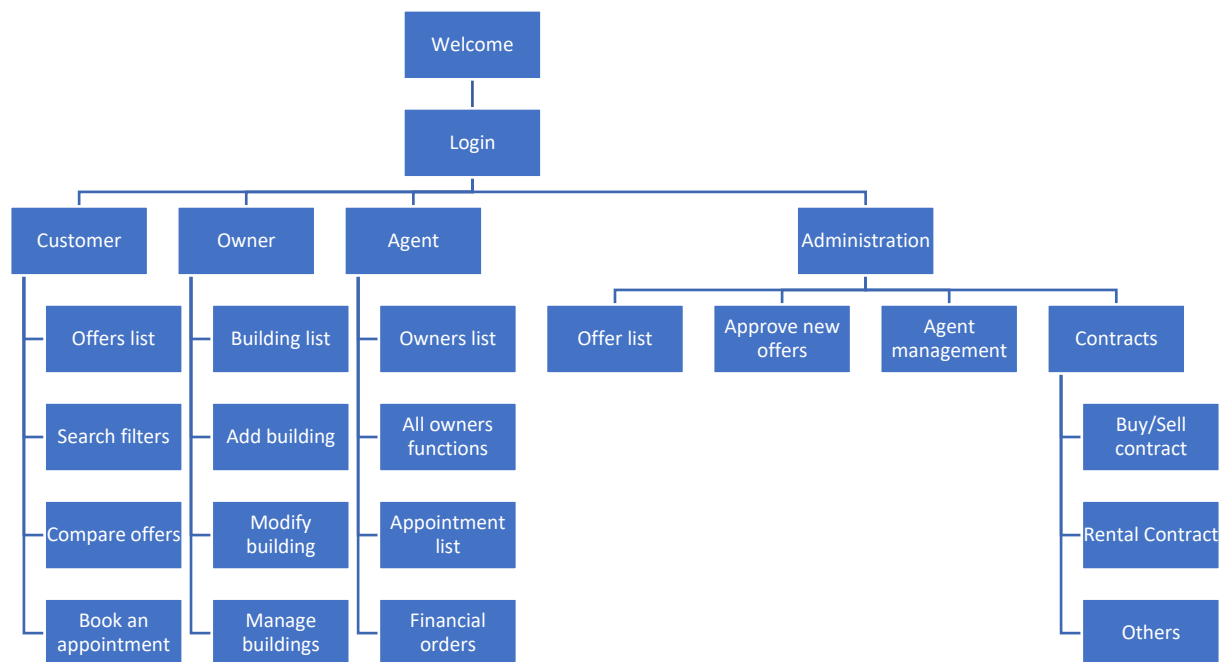 Welcome
Login
Customer
Owner
Agent
Administration
Offers list
Building list
Owners list
Offer list
Approve new
offers
Agent
management
Contracts
Search filters
Add building
All owners
functions
Buy/Sell
contract
Compare offers
Modify
building
Appointment
list
Rental Contract
Book an
appointment
Manage
buildings
Financial
orders
Others